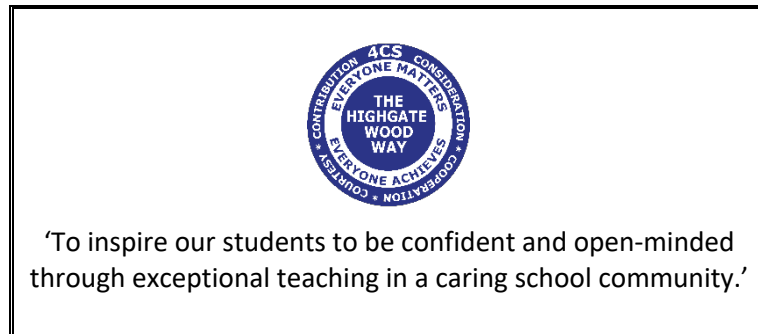 4CS
CONTRIBUTION * CONSIDERATION * COOPERATION * COURTESY *
EVERYONE MATTERS
THE
HIGHGATE
WOOD
WAY
EVERYONE ACHIEVES
‘To inspire our students to be confident and open-minded
through exceptional teaching in a caring school community.’